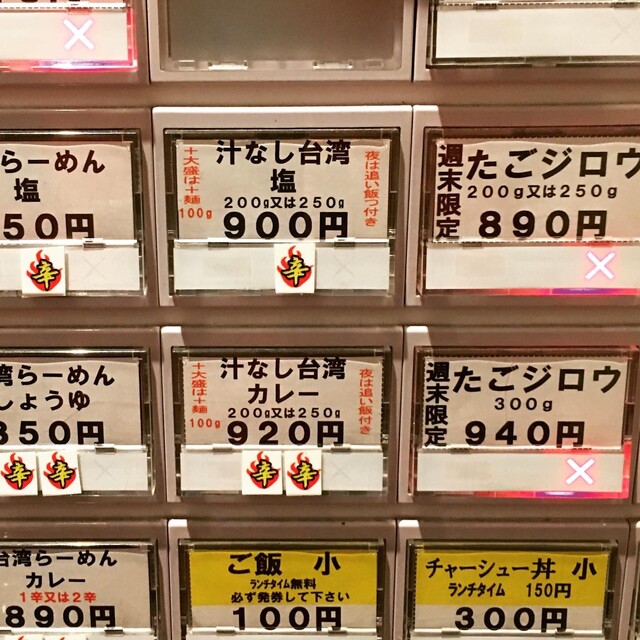 らーめん
塩
50円
辛
十大盛は十麺
100g
汁なし台湾
塩
200g又は250g
900円
夜は追い飯つ付き
辛
週末限定
たごジロウ
200g又は250g
890円
湾らーめん
しょうゆ
850円
辛 辛
十大盛は十麺
100g
汁なし台湾
カレー
200g又は250g
920円
夜は追い飯付き
辛 辛
週末限定
たごジロウ
300g
940円
台湾らーめん
カレー
1辛又は2辛
890円
ご飯 小
ランチタイム無料
必ず発券して下さい
100円
チャーシュー丼 小
ランチタイム 150円
300円